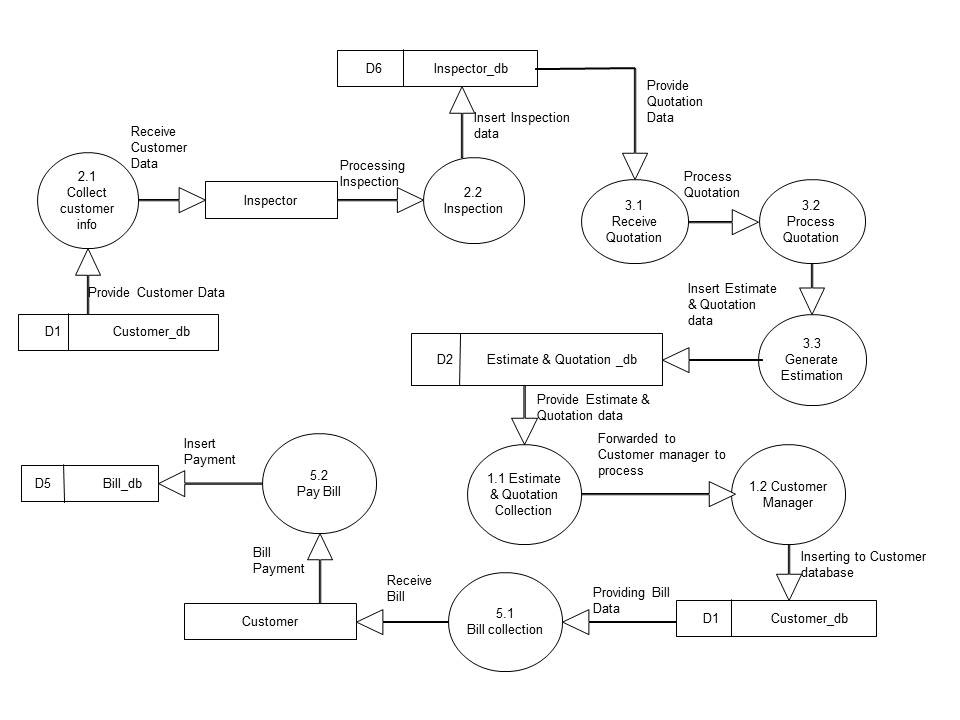 D6 Inspector_db
Provide
Quotation
Data
Insert Inspection
data
Receive
Customer
Data
Processing
Inspection
2.1
Collect
customer
info
Inspector
2.2
Inspection
Process
Quotation
3.1
Receive
Quotation
3.2
Process
Quotation
Provide Customer Data
D1 Customer_db
Insert Estimate
& Quotation
data
3.3
Generate
Estimation
D2 Estimate & Quotation _db
Provide Estimate &
Quotation data
Forwarded to
Customer manager to
process
1.1 Estimate
& Quotation
Collection
1.2 Customer
Manager
Insert
Payment
D5 Bill_db
5.2
Pay Bill
Inserting to Customer
database
Bill
Payment
Receive
Bill
Providing Bill
Data
Customer
5.1
Bill collection
D1 Customer_db